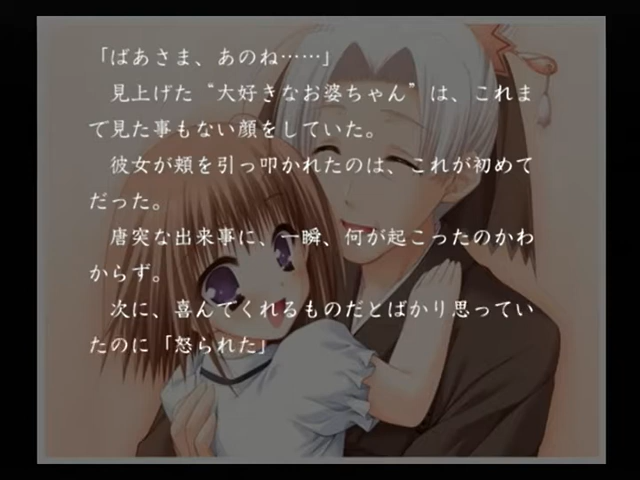 「ばあさま、あのね……」
　見上げた“大好きなお婆ちゃん”は、これま
で見た事もない顔をしていた。
　彼女が頬を引っ叩かれたのは、これが初めて
だった。
　唐突な出来事に、一瞬、何が起こったのかわ
からず。
　次に、喜んでくれるものだとばかり思ってい
たのに「怒られた」